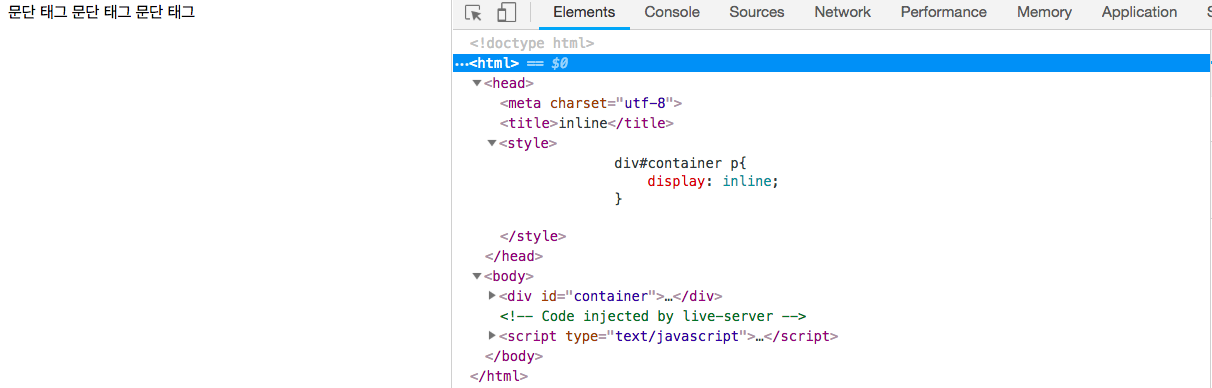 문단 태그 문단 태그 문단 태그
Elements Console Sources Network Performance Memory Application
<!doctype html>
…<html> == $0
<head>
<meta charset="utf-8">
<title>inline</title>
<style>
div#container p{
display: inline;
}
</style>
</head>
<body>
<div id="container">…</div>
<!-- Code injected by live-server -->
<script type="text/javascript">…</script>
</body>
</html>